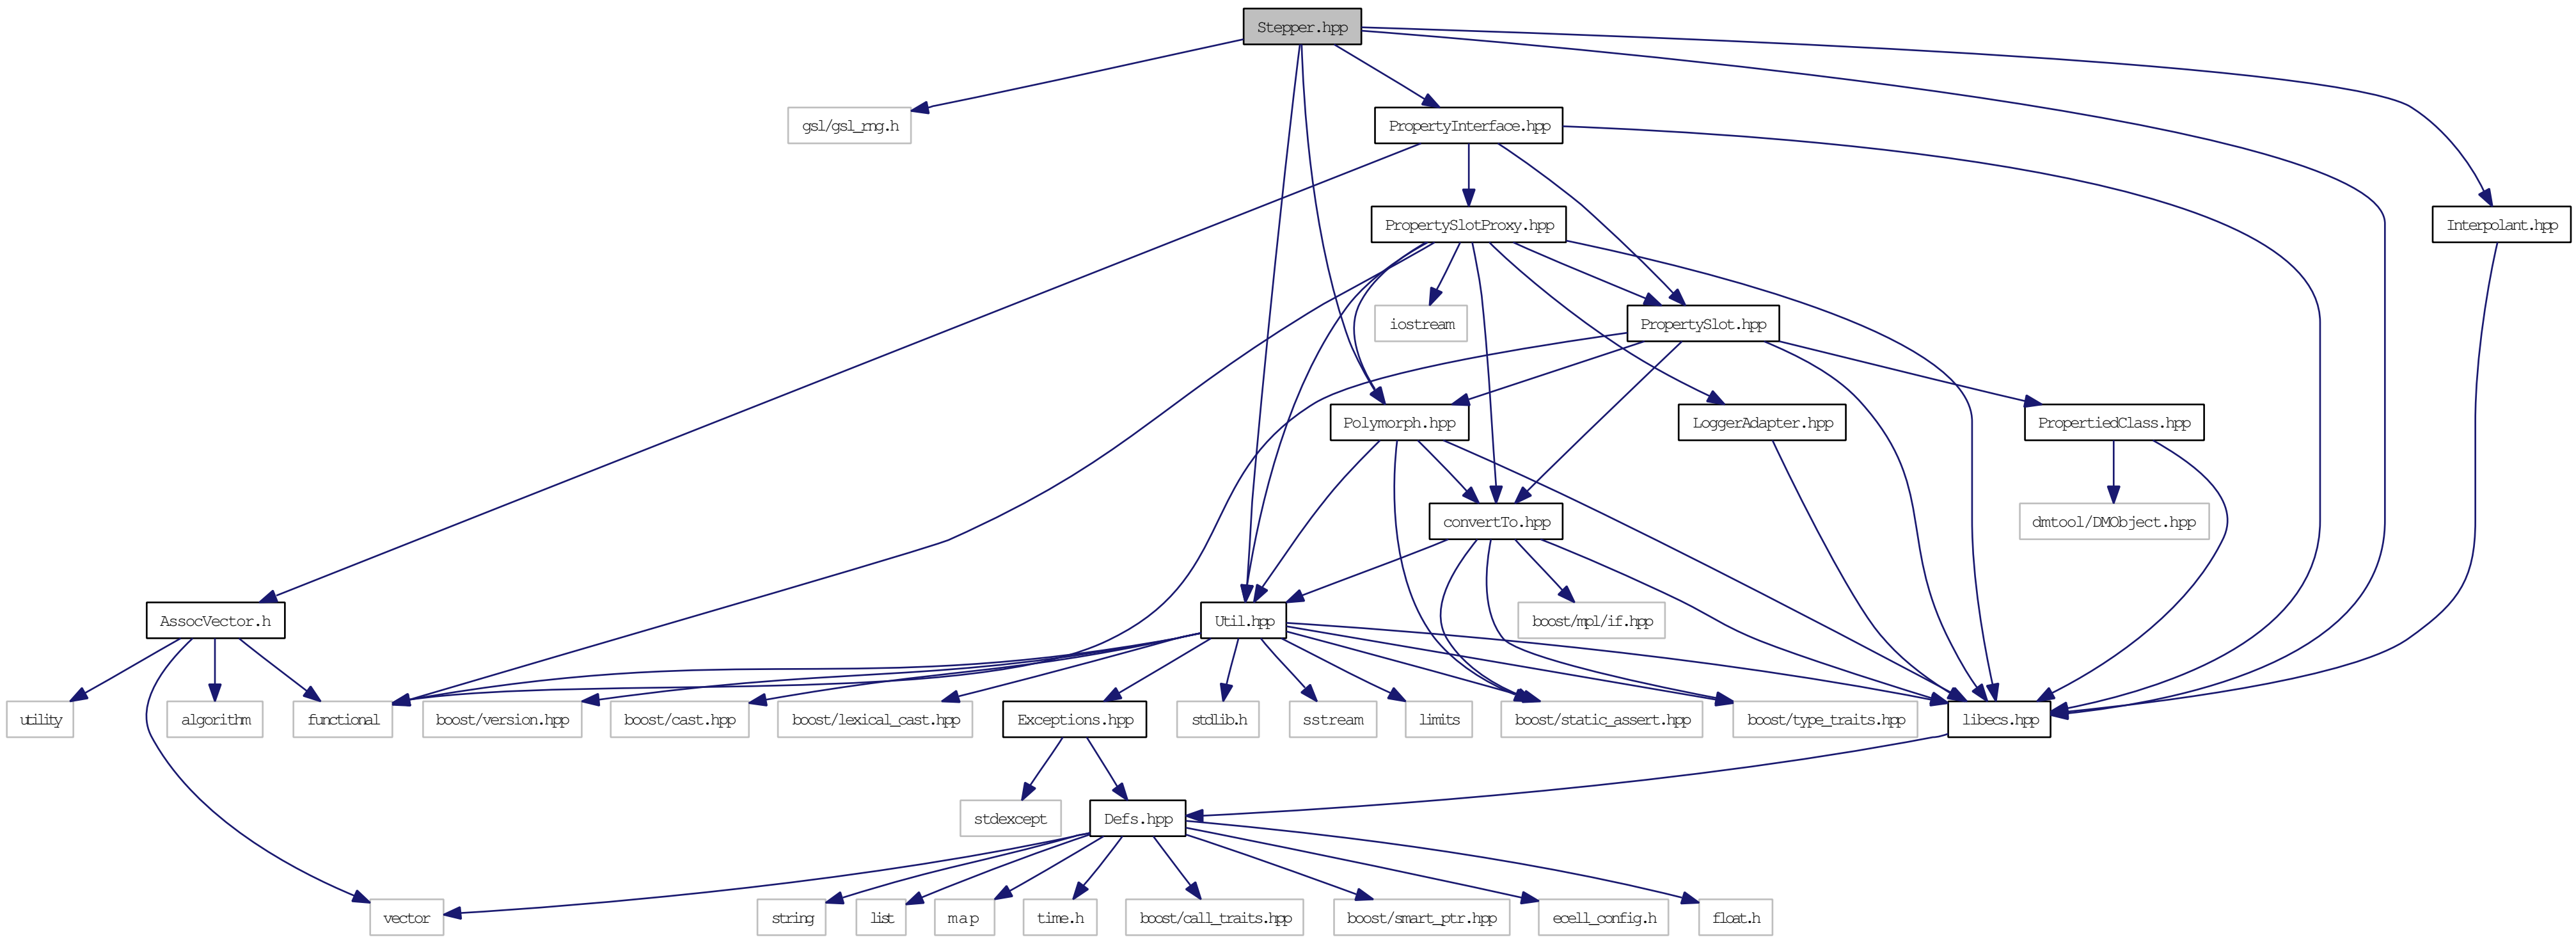 Stepper.hpp
gsl/gsl_rng.h
PropertyInterface.hpp
PropertySlotProxy.hpp
Interpolant.hpp
iostream
PropertySlot.hpp
Polymorph.hpp
LoggerAdapter.hpp
PropertiedClass.hpp
convertTo.hpp
dmtool/DMObject.hpp
AssocVector.h
Util.hpp
boost/mpl/if.hpp
utility
algorithm
functional
boost/version.hpp
boost/cast.hpp
boost/lexical_cast.hpp
Exceptions.hpp
stdlib.h
sstream
limits
boost/static_assert.hpp
boost/type_traits.hpp
libecs.hpp
stdexcept
Defs.hpp
vector
string
list
map
time.h
boost/call_traits.hpp
boost/smart_ptr.hpp
ecell_config.h
float.h